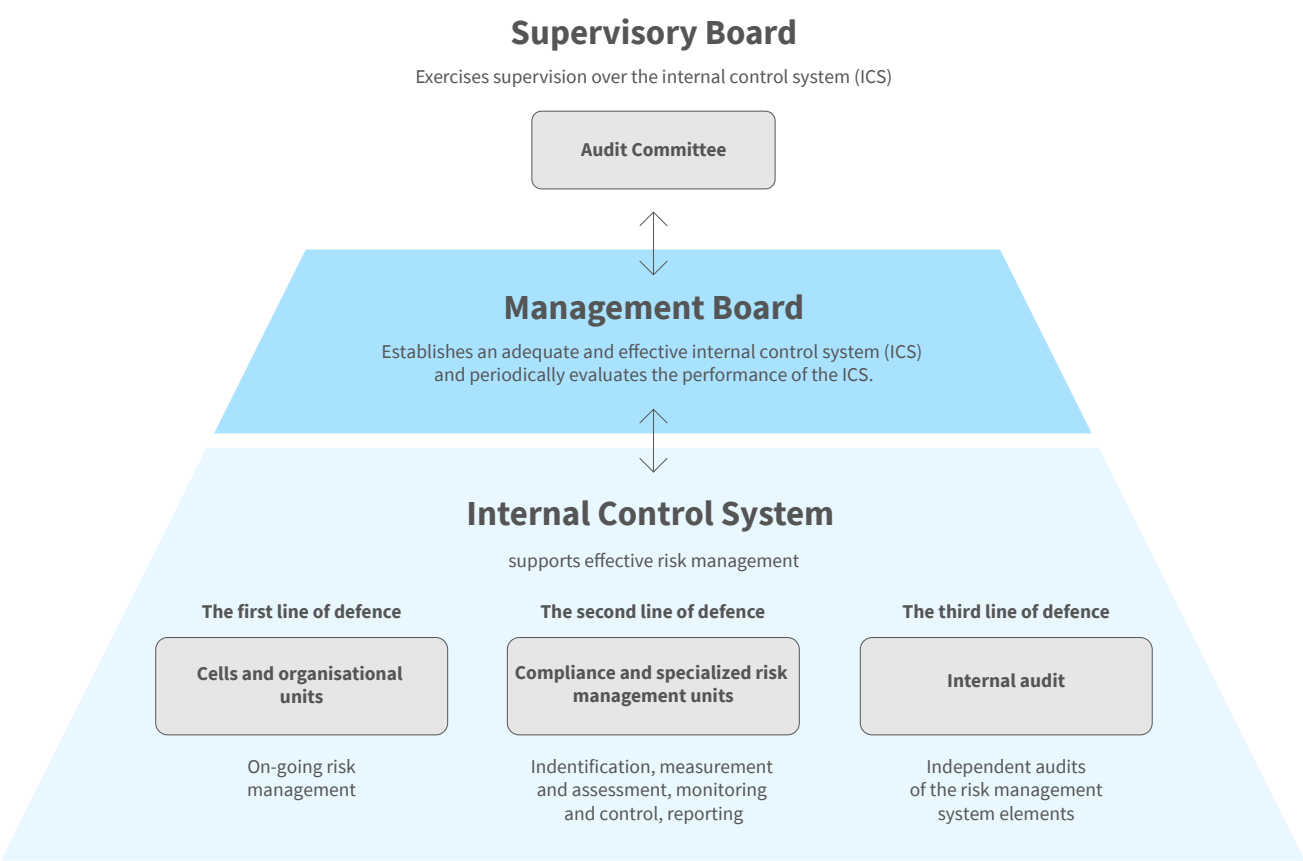 Supervisory Board
Exercises supervision over the internal control system (ICS)
Audit Committee
Management Board
Establishes an adequate and effective internal control system (ICS)
and periodically evaluates the performance of the ICS.
Internal Control System
supports effective risk management
The first line of defence
Cells and organisational
units
On-going risk
management
The second line of defence
Compliance and specialized risk
management units
Indentification, measurement
and assessment, monitoring
and control, reporting
The third line of defence
Internal audit
Independent audits
of the risk management
system elements